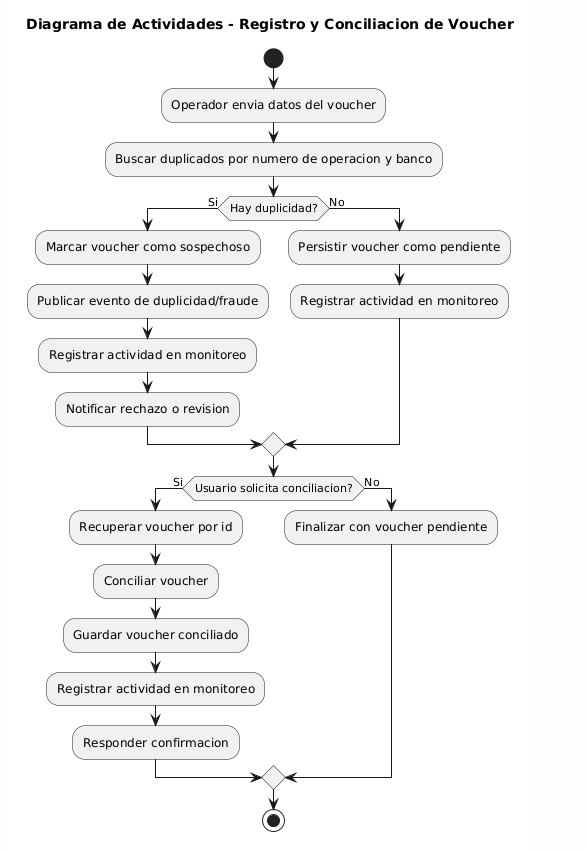 Diagrama de Actividades - Registro y Conciliacion de Voucher
Operador envia datos del voucher
Buscar duplicados por numero de operacion y banco
Hay duplicidad?
Si
No
Marcar voucher como sospechoso
Publicar evento de duplicidad/fraude
Registrar actividad en monitoreo
Notificar rechazo o revision
Persistir voucher como pendiente
Registrar actividad en monitoreo
Usuario solicita conciliacion?
Si
No
Recuperar voucher por id
Conciliar voucher
Guardar voucher conciliado
Registrar actividad en monitoreo
Responder confirmacion
Finalizar con voucher pendiente